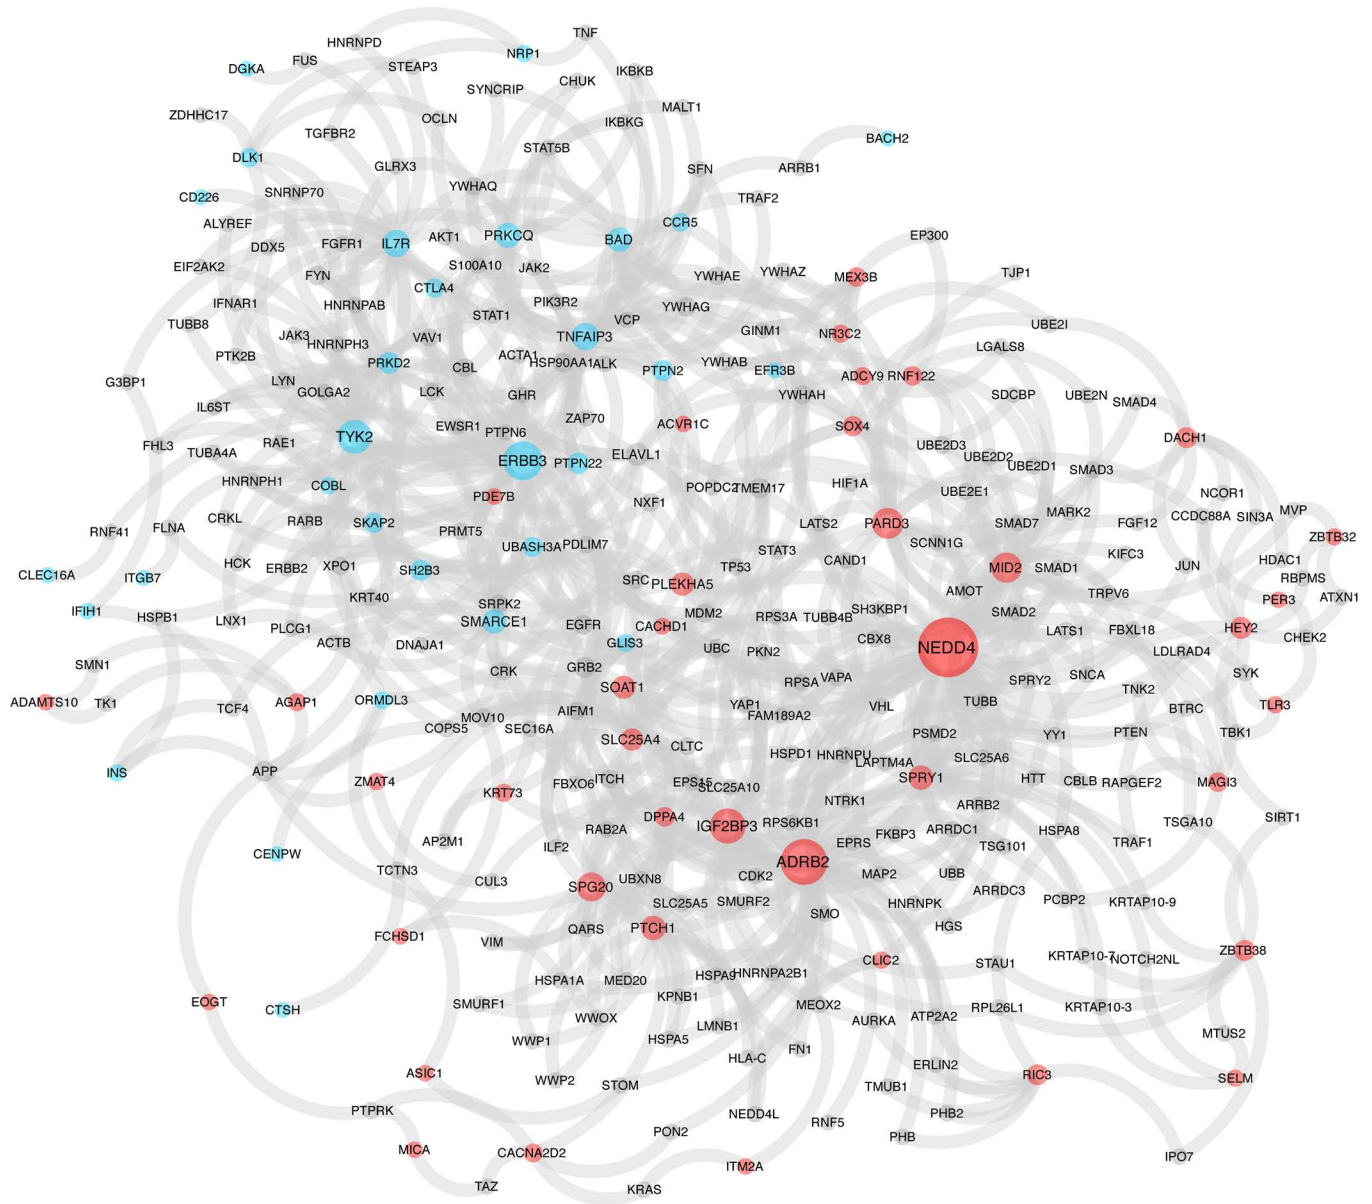 TNF
HNRNPD
NRP1
FUS
DGKA
STEAP3
IKBKB
CHUK
SYNCRIP
MALT1
ZDHHC17
OCLN
IKBKG
TGFBR2
BACH2
STAT5B
DLK1
GLRX3
SFN
ARRB1
YWHAQ
CD226
SNRNP70
TRAF2
ALYREF
CCR5
DDX5
FGFR1
IL7R
AKT1
PRKCQ
BAD
EP300
EIF2AK2
FYN
S100A10
JAK2
YWHAE
YWHAZ
MEX3B
TJP1
CTLA4
IFNAR1
HNRNPAB
PIK3R2
YWHAG
TUBB8
STAT1
VCP
GINM1
NR3C2
UBE2I
JAK3
HNRNPH3
VAV1
TNFAIP3
LGALS8
PTK2B
PRKD2
CBL
ACTA1
HSP90AA1
ALK
PTPN2
YWHAB
EFR3B
ADCY9
RNF122
G3BP1
LYN
GOLGA2
LCK
GHR
YWHAH
SDCBP
UBE2N
SMAD4
IL6ST
ZAP70
ACVR1C
SOX4
FHL3
TUBA4A
RAE1
TYK2
EWSR1
PTPN6
ELAVL1
UBE2D3
UBE2D2
UBE2D1
SMAD3
DACH1
ERBB3
PTPN22
HNRNPH1
COBL
PDE7B
NXF1
POPDC2
TMEM17
HIF1A
UBE2E1
NCOR1
RNF41
FLNA
CRKL
RARB
SKAP2
PRMT5
LATS2
PARD3
SMAD7
MARK2
FGF12
CCDC88A
SIN3A
MVP
UBASH3A
PDLIM7
STAT3
SCNN1G
ZBTB32
CLEC16A
ITGB7
HCK
ERBB2
XPO1
SH2B3
SRC
PLEKHA5
TP53
CAND1
MID2
SMAD1
KIFC3
JUN
HDAC1
RBPMS
IFIH1
HSPB1
LNX1
KRT40
SRPK2
SMARCE1
EGFR
MDM2
RPS3A
TUBB4B
SH3KBP1
AMOT
SMAD2
TRPV6
PER3
ATXN1
PLCG1
ACTB
DNAJA1
GLIS3
CACHD1
UBC
PKN2
CBX8
NEDD4
LATS1
FBXL18
HEY2
CHEK2
LDLRAD4
SMN1
CRK
GRB2
RPSA
VAPA
SPRY2
SNCA
SYK
ADAMTS10
TK1
TCF4
AGAP1
ORMDL3
SOAT1
YAP1
FAM189A2
VHL
TUBB
TNK2
BTRC
TLR3
COPS5
MOV10
SEC16A
AIFM1
SLC25A4
CLTC
PSMD2
YY1
PTEN
TBK1
INS
APP
ZMAT4
KRT73
FBXO6
ITCH
EPS15
SLC25A10
HSPD1
HNRNPU
LAPTM4A
SLC25A6
SPRY1
HTT
CBLB
RAPGEF2
MAGI3
NTRK1
ARRB2
SIRT1
CENPW
AP2M1
ILF2
RAB2A
DPPA4
IGF2BP3
RPS6KB1
EPRS
FKBP3
ARRDC1
TSG101
HSPA8
TRAF1
TSGA10
TCTN3
CUL3
SPG20
UBXN8
CDK2
ADRB2
MAP2
UBB
ARRDC3
PCBP2
KRTAP10-9
SLC25A5
SMURF2
SMO
HNRNPK
HGS
FCHSD1
VIM
QARS
PTCH1
CLIC2
STAU1
KRTAP10-7
NOTCH2NL
ZBTB38
EOGT
CTSH
SMURF1
HSPA1A
MED20
HSPA9
HNRNPA2B1
KPNB1
MEOX2
AURKA
ATP2A2
RPL26L1
KRTAP10-3
WWOX
LMNB1
WWP1
HSPA5
FN1
MTUS2
ASIC1
WWP2
STOM
HLA-C
ERLIN2
RIC3
SELM
TMUB1
PTPRK
NEDD4L
RNF5
PHB2
PON2
PHB
MICA
CACNA2D2
ITM2A
IPO7
TAZ
KRAS